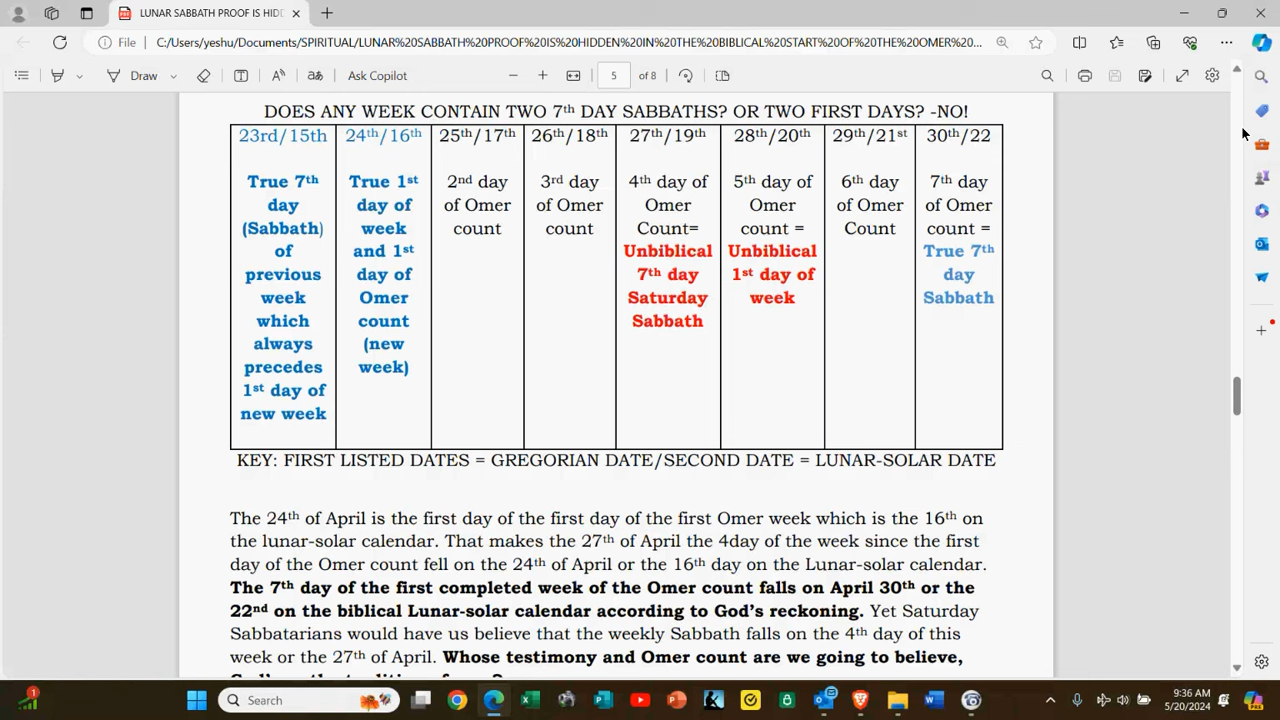 LUNAR SABBATH PROOF IS HIDD
File
C:/Users/yeshu/Documents/SPIRITUAL/LUNAR%20SABBATH%20PROOF%20IS%20HIDDEN%20IN%20THE%20BIBLICAL%20START%20OF%20THE%20OMER%20...
Draw
Ask Copilot
5 of 8
DOES ANY WEEK CONTAIN TWO 7th DAY SABBATHS? OR TWO FIRST DAYS? -NO!
23rd/15th
True 7th
day
(Sabbath)
of
previous
week
which
always
precedes
1st day of
new week
24th/16th
True 1st
day of
week
and 1st
day of
Omer
count
(new
week)
25th/17th
2nd day
of Omer
count
26th/18th
3rd day
of Omer
count
27th/19th
4th day of
Omer
Count=
Unbiblical
7th day
Saturday
Sabbath
28th/20th
5th day of
Omer
count =
Unbiblical
1st day of
week
29th/21st
6th day
of Omer
Count
30th/22
7th day
of Omer
count =
True 7th
day
Sabbath
KEY: FIRST LISTED DATES = GREGORIAN DATE/SECOND DATE = LUNAR-SOLAR DATE
The 24th of April is the first day of the first day of the first Omer week which is the 16th on
the lunar-solar calendar. That makes the 27th of April the 4day of the week since the first
day of the Omer count fell on the 24th of April or the 16th day on the Lunar-solar calendar.
The 7th day of the first completed week of the Omer count falls on April 30th or the
22nd on the biblical Lunar-solar calendar according to God's reckoning. Yet Saturday
Sabbatarians would have us believe that the weekly Sabbath falls on the 4th day of this
week or the 27th of April. Whose testimony and Omer count are we going to believe,
Search
9:36 AM
5/20/2024